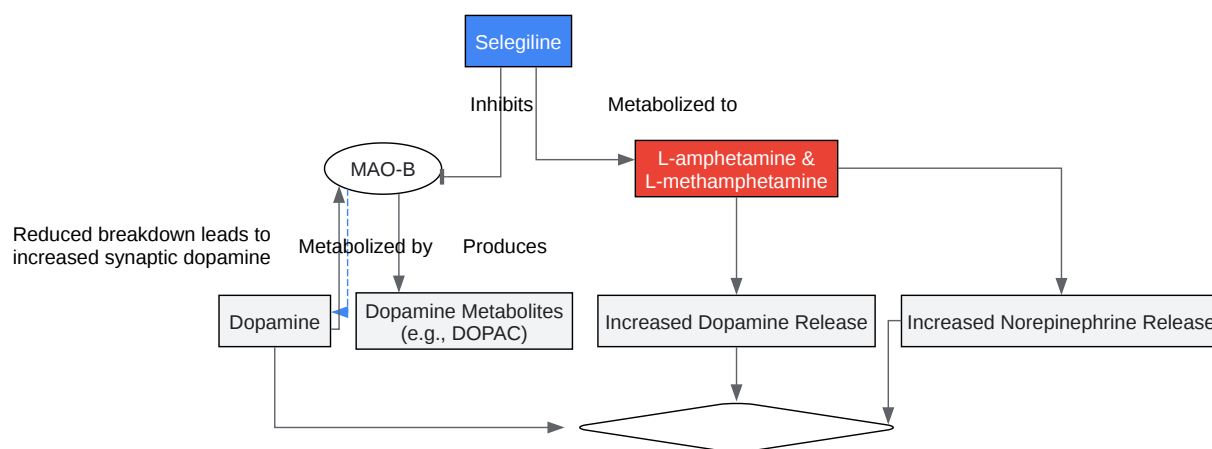 Selegiline
Inhibits
Metabolized to
MAO-B
L-amphetamine &
L-methamphetamine
Reduced breakdown leads to
increased synaptic dopamine
Metabolized by
Produces
Dopamine
Dopamine Metabolites
(e.g., DOPAC)
Increased Dopamine Release
Increased Norepinephrine Release